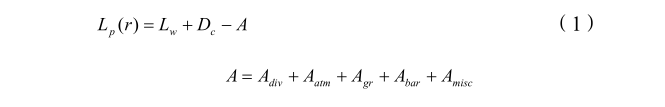 L_p(r) = L_w + D_c − A (1)
A = A_div + A_atm + A_gr + A_bar + A_misc